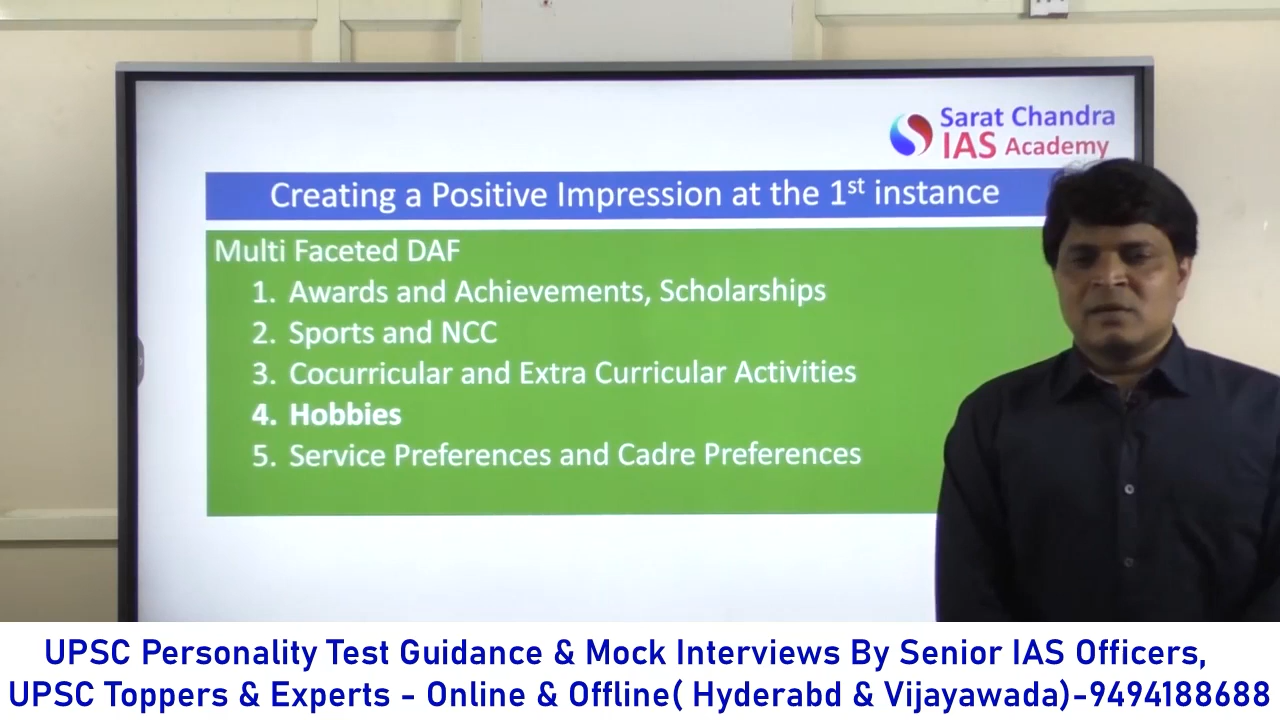 Sarat Chandra
IAS Academy
Creating a Positive Impression at the 1st instance
Multi Faceted DAF
1. Awards and Achievements, Scholarships
2. Sports and NCC
3. Cocurricular and Extra Curricular Activities
4. Hobbies
5. Service Preferences and Cadre Preferences
UPSC Personality Test Guidance & Mock Interviews By Senior IAS Officers,
UPSC Toppers & Experts - Online & Offline( Hyderabd & Vijayawada)-9494188688